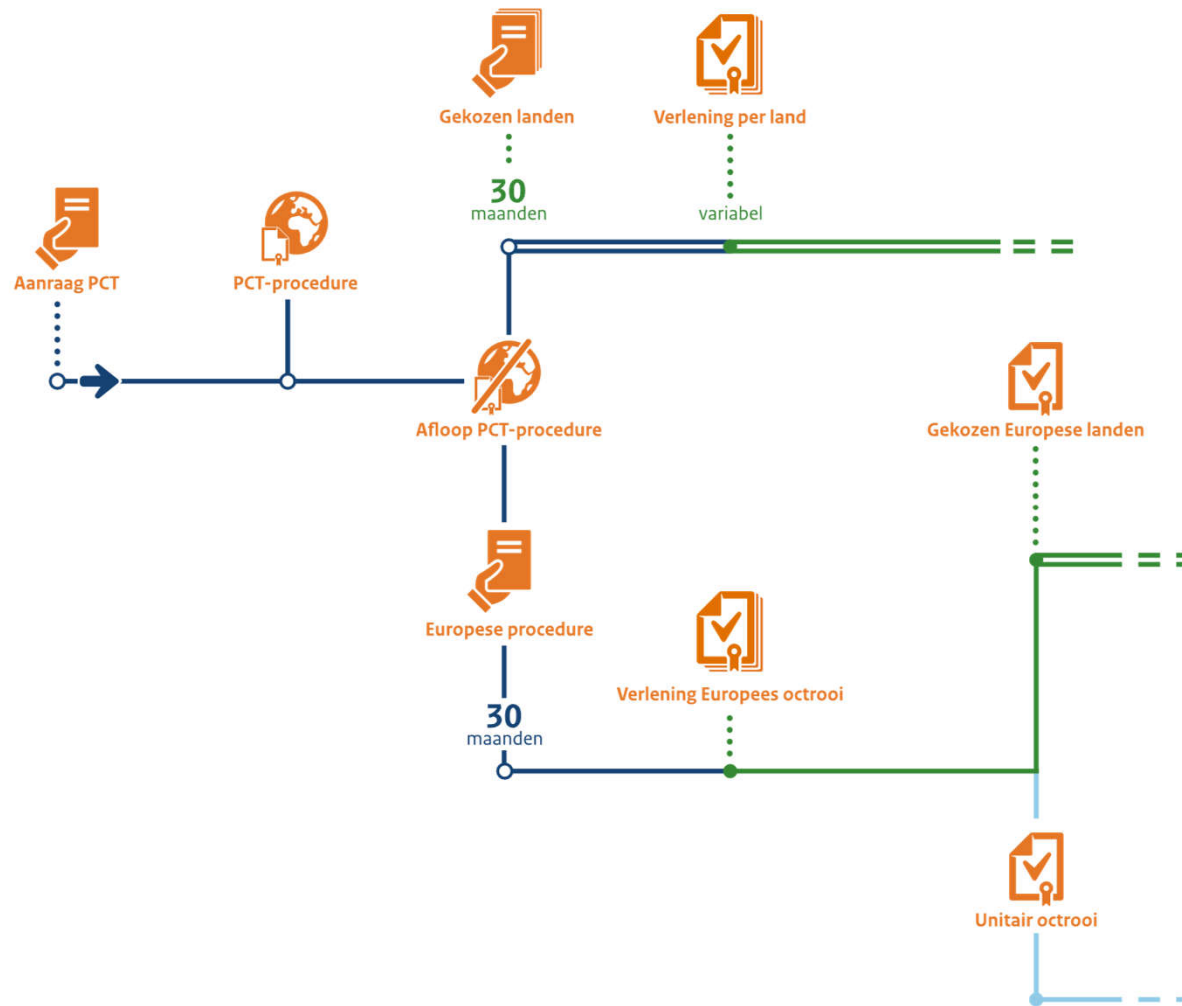 Gekozen landen
Verlening per land
30
maanden
variabel
Aanraag PCT
PCT-procedure
Afloop PCT-procedure
Gekozen Europese landen
Europese procedure
Verlening Europees octrooi
30
maanden
Unitair octrooi